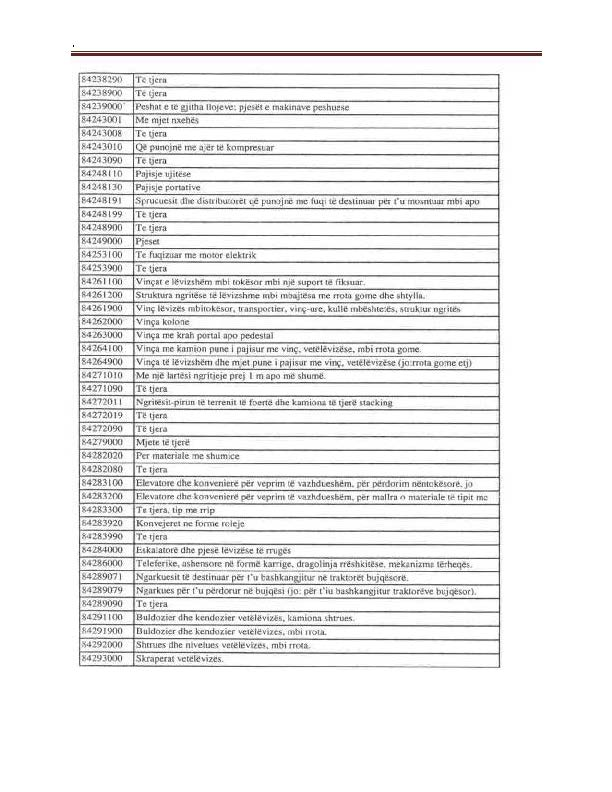 84238290 Të tjera
84238900 Të tjera
84239000 Peshat e të gjitha llojeve; pjesët e makinave peshuese
84243001 Me mjet nxehës
84243008 Te tjera
84243010 Që punojnë me ajër të kompresuar
84243090 Të tjera
84248110 Pajisje ujitëse
84248130 Pajisje portative
84248191 Sprucuesit dhe distributorët që punojnë me fuqi të destinuar për t'u mosntuar mbi apo
84248199 Të tjera
84248900 Te tjera
84249000 Pjeset
84253100 Te fuqizuar me motor elektrik
84253900 Te tjera
84261100 Vinçat e lëvizshëm mbi tokësor mbi një suport të fiksuar.
84261200 Struktura ngritëse të lëvizshme mbi mbajtësa me rrota gome dhe shtylla.
84261900 Vinç lëvizës mbitokësor, transportier, vinç-urë, kullë mbështetës, struktur ngritës
84262000 Vinça kolonë
84263000 Vinça me krah portal apo pedestal
84264100 Vinça me kamion pune i pajisur me vinç, vetëlëvizëse, mbi rrota gome.
84264900 Vinça të lëvizshëm dhe mjet pune i pajisur me vinç, vetëlëvizëse (jo:rrota gome etj)
84271010 Me një lartësi ngritjeje prej 1 m apo më shumë.
84271090 Të tjera
84272011 Ngritësit-pirun të terrenit të foertë dhe kamiona të tjerë stacking
84272019 Të tjera
84272090 Të tjera
84279000 Mjete të tjerë
84282020 Per materiale me shumice
84282080 Te tjera
84283100 Elevatore dhe konvenierë për veprim të vazhdueshëm, për përdorim nëntokësorë, jo
84283200 Elevatore dhe konvenierë për veprim të vazhdueshëm, për mallra o materiale të tipit me
84283300 Te tjera, tip me rrip
84283920 Konvejeret ne forme roleje
84283990 Te tjera
84284000 Eskalatorë dhe pjesë lëvizëse të rrugës
84286000 Teleferike, ashensore në formë karrige, dragolinja rrëshkitëse, mekanizma tërheqës.
84289071 Ngarkuesit të destinuar për t'u bashkangjitur në traktorët bujqësorë.
84289079 Ngarkues për t'u përdorur në bujqësi (jo: për t'iu bashkangjitur traktorëve bujqësor).
84289090 Te tjera
84291100 Buldozier dhe kendozier vetëlëvizës, kamiona shtrues.
84291900 Buldozier dhe kendozier vetëlëvizës, mbi rrota.
84292000 Shtrues dhe nivelues vetëlëvizës, mbi rrota.
84293000 Skraperat vetëlëvizës.